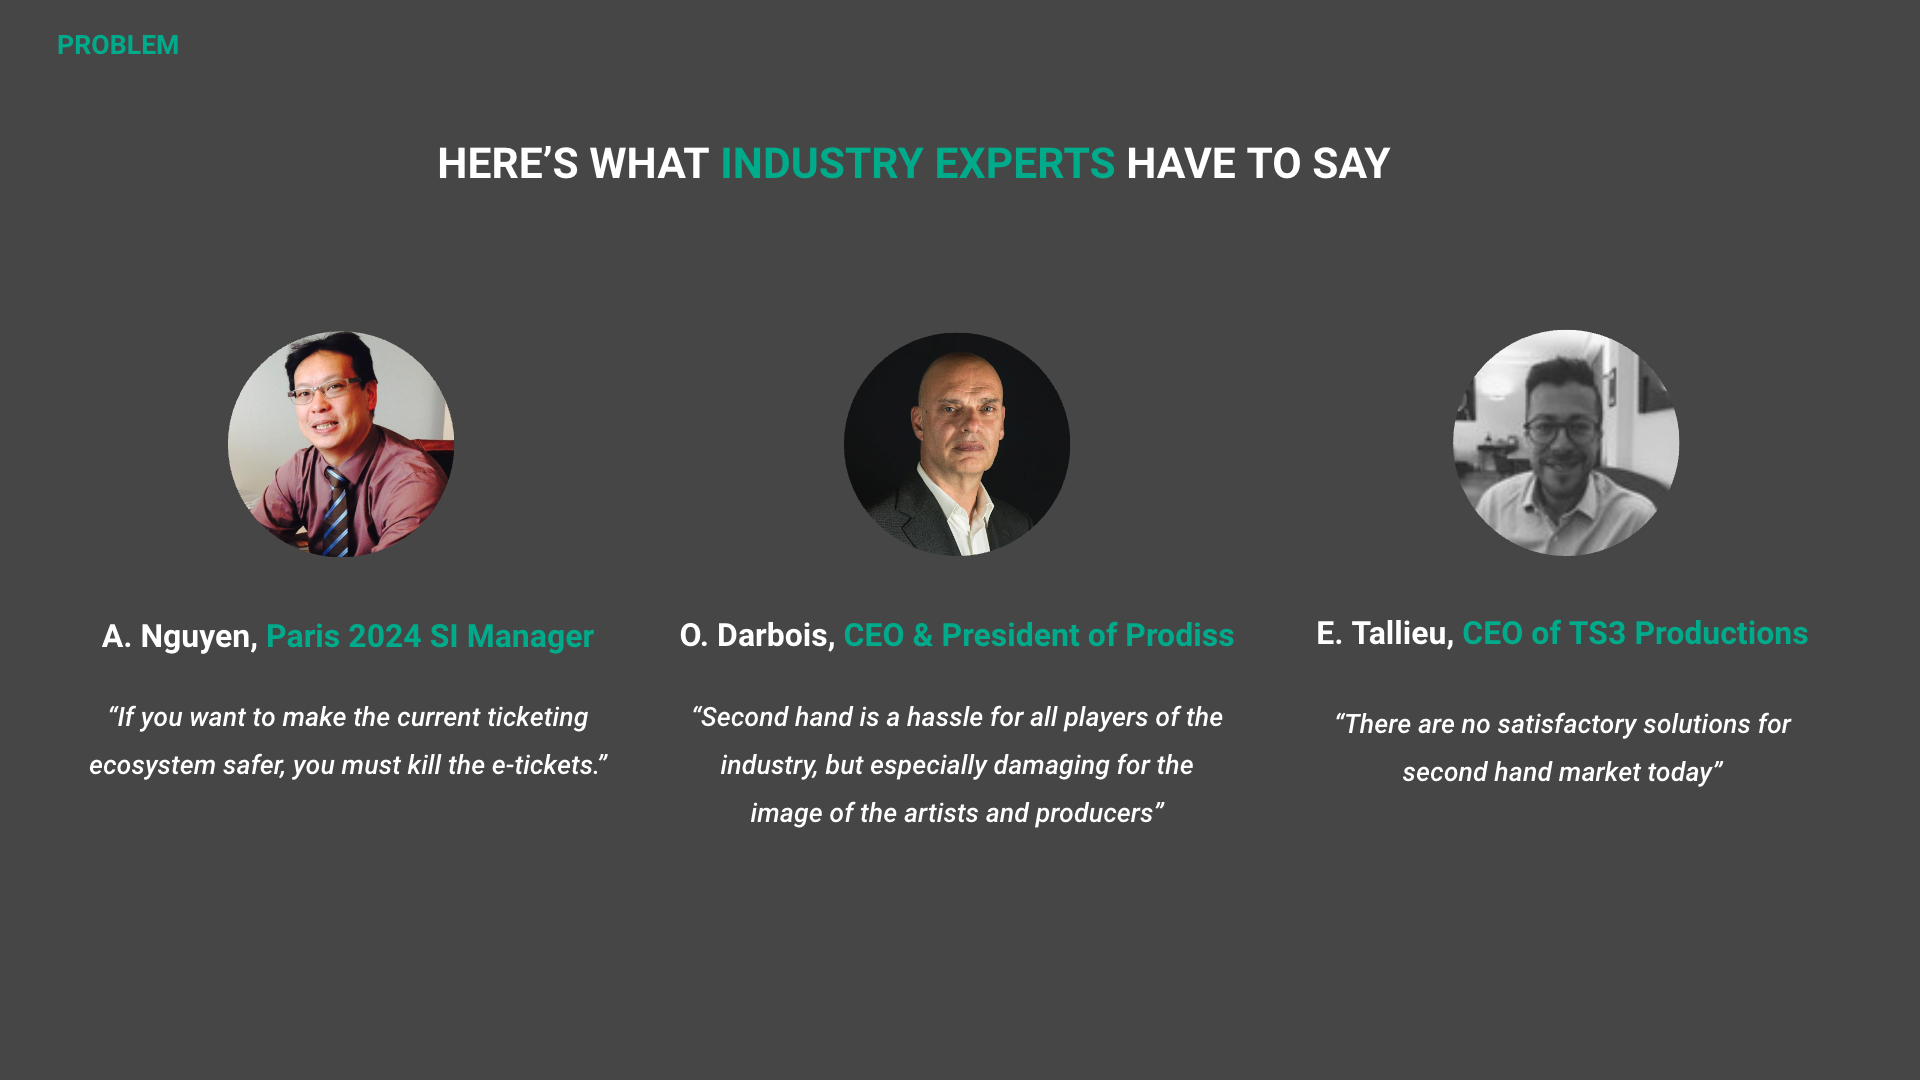 PROBLEM
HERE’S WHAT INDUSTRY EXPERTS HAVE TO SAY
A. Nguyen, Paris 2024 SI Manager
“If you want to make the current ticketing
ecosystem safer, you must kill the e-tickets.”
O. Darbois, CEO & President of Prodiss
“Second hand is a hassle for all players of the
industry, but especially damaging for the
image of the artists and producers”
E. Tallieu, CEO of TS3 Productions
“There are no satisfactory solutions for
second hand market today”